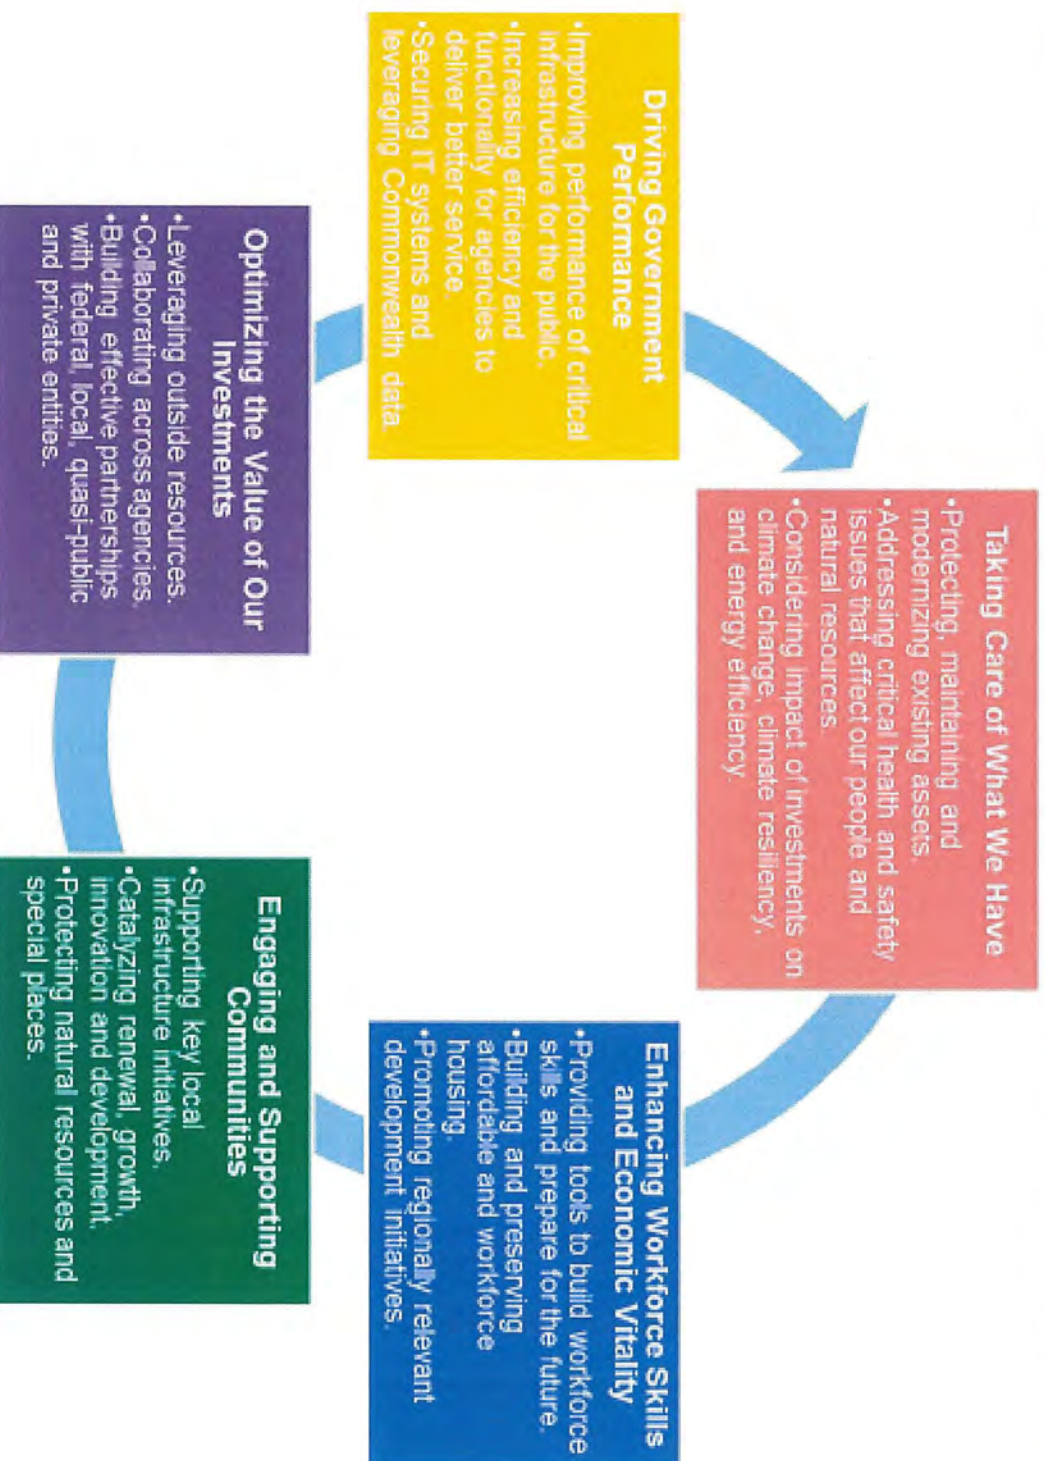 Taking Care of What We Have
•Protecting, maintaining and
modernizing existing assets.
•Addressing critical health and safety
issues that affect our people and
natural resources.
•Considering impact of investments on
climate change, climate resiliency,
and energy efficiency.
Enhancing Workforce Skills
and Economic Vitality
•Providing tools to build workforce
skills and prepare for the future.
•Building and preserving
affordable and workforce
housing.
•Promoting regionally relevant
development initiatives.
Engaging and Supporting
Communities
•Supporting key local
infrastructure initiatives.
•Catalyzing renewal, growth,
innovation and development.
•Protecting natural resources and
special places.
Optimizing the Value of Our
Investments
•Leveraging outside resources.
•Collaborating across agencies.
•Building effective partnerships
with federal, local, quasi-public
and private entities.
Driving Government
Performance
•Improving performance of critical
infrastructure for the public.
•Increasing efficiency and
functionality for agencies to
deliver better service.
•Securing IT systems and
leveraging Commonwealth data.